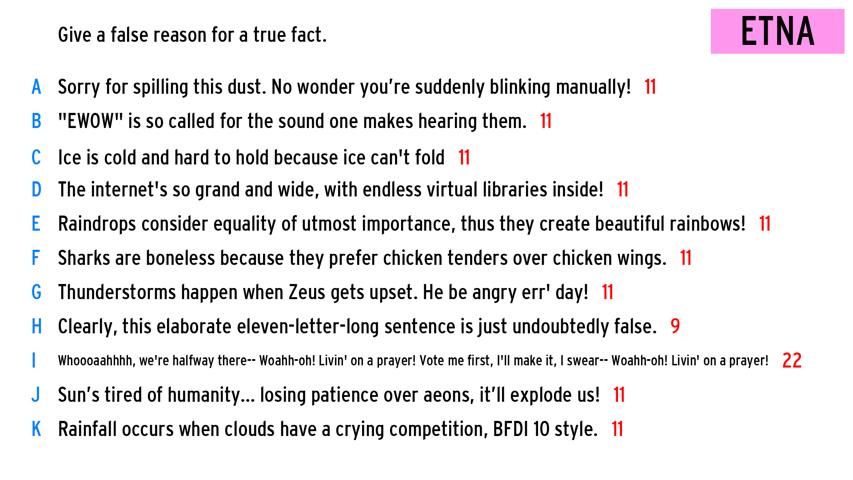 Give a false reason for a true fact.
ETNA
A Sorry for spilling this dust. No wonder you’re suddenly blinking manually! 11
B "EWOW" is so called for the sound one makes hearing them. 11
C Ice is cold and hard to hold because ice can't fold 11
D The internet's so grand and wide, with endless virtual libraries inside! 11
E Raindrops consider equality of utmost importance, thus they create beautiful rainbows! 11
F Sharks are boneless because they prefer chicken tenders over chicken wings. 11
G Thunderstorms happen when Zeus gets upset. He be angry err' day! 11
H Clearly, this elaborate eleven-letter-long sentence is just undoubtedly false. 9
I Whoooaahhhh, we're halfway there-- Woahh-oh! Livin' on a prayer! Vote me first, I'll make it, I swear-- Woahh-oh! Livin' on a prayer! 22
J Sun’s tired of humanity... losing patience over aeons, it’ll explode us! 11
K Rainfall occurs when clouds have a crying competition, BFDI 10 style. 11